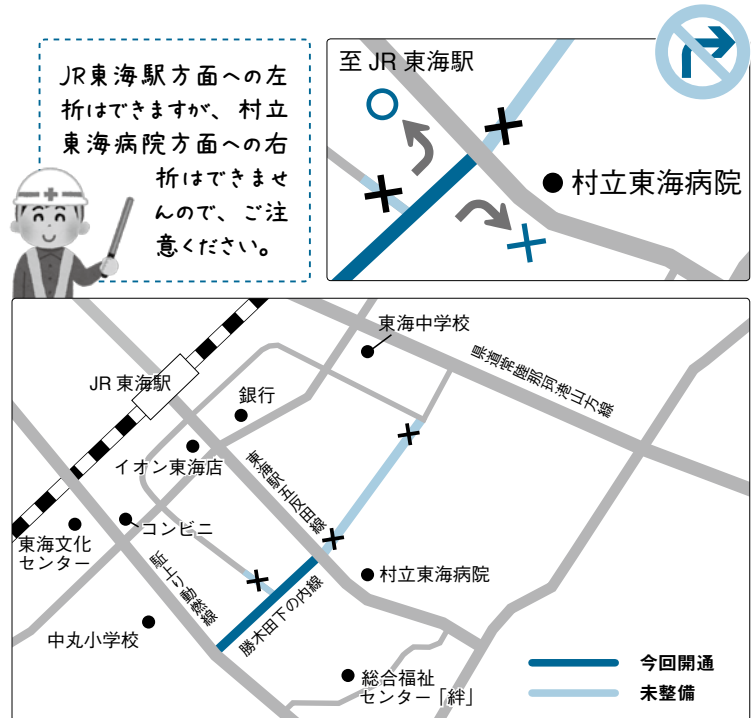 JR東海駅方面への左
折はできますが、村立
東海病院方面への右
折はできませ
んので、ご注
意ください。
至 JR 東海駅
村立東海病院
東海中学校
県道常陸那珂港山方線
JR 東海駅
銀行
イオン東海店
東海駅五反田線
コンビニ
東海文化
センター
駈上り動燃線
村立東海病院
勝木田下の内線
中丸小学校
総合福祉
センター「絆」
今回開通
未整備